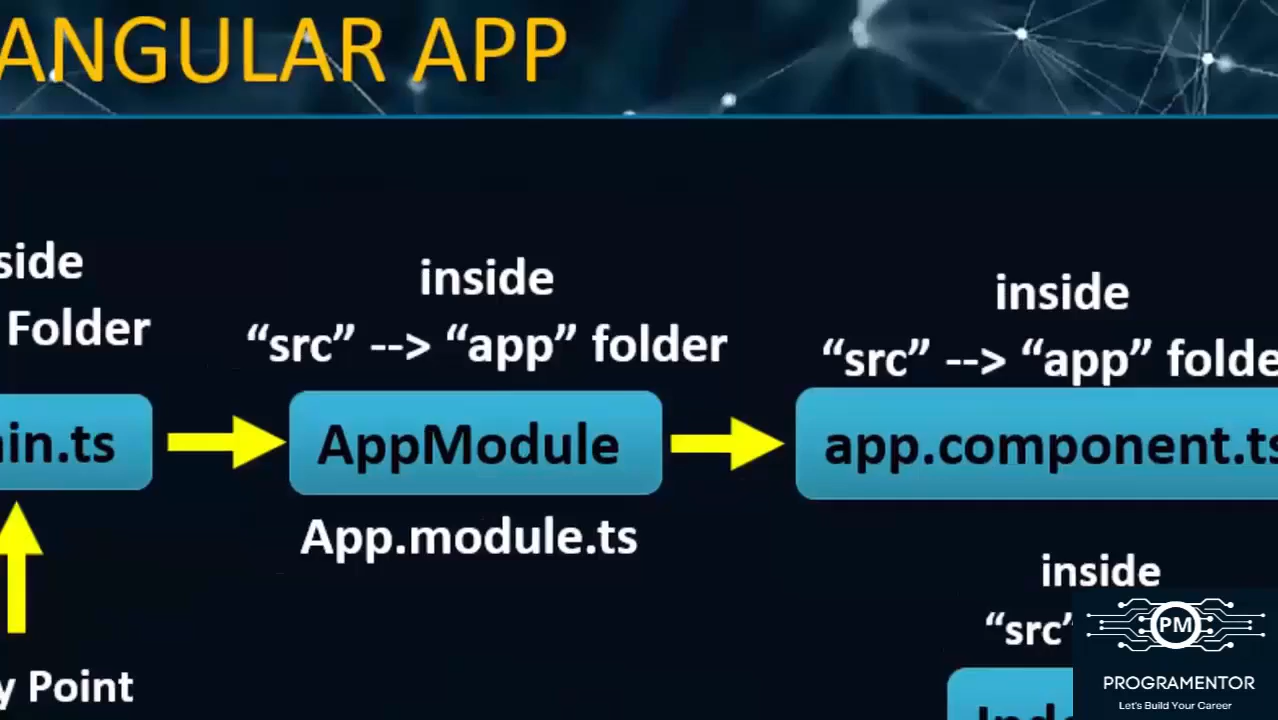 ANGULAR APP
side
Folder
inside
“src” --> “app” folder
inside
“src” --> “app” folde
in.ts
AppModule
app.component.ts
App.module.ts
inside
“src”
y Point
PM
PROGRAMENTOR
Let's Build Your Career